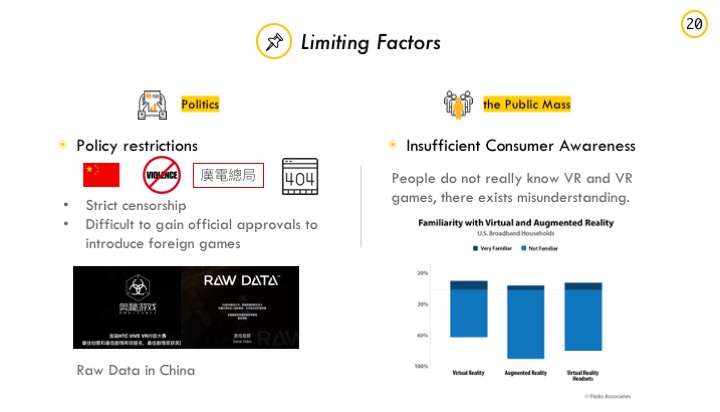 20
Limiting Factors
Politics
Policy restrictions
VIOLENCE
廣電總局
404
Strict censorship
Difficult to gain official approvals to
introduce foreign games
RAW DATA
Game Video
RAW
Raw Data in China
the Public Mass
Insufficient Consumer Awareness
People do not really know VR and VR
games, there exists misunderstanding.
Familiarity with Virtual and Augmented Reality
U.S. Broadband Households
Very Familiar Not Familiar
20%
20%
60%
100%
Virtual Reality Augmented Reality Virtual Reality
Headsets
Parks Associates